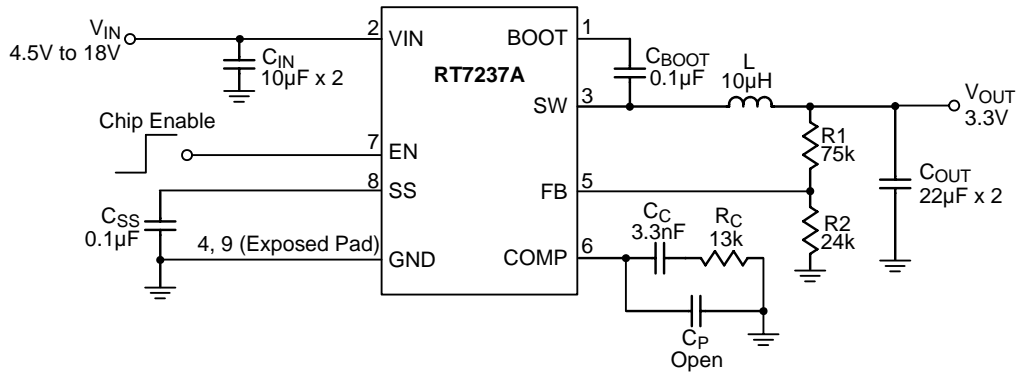 VIN
4.5V to 18V
CIN
10µF x 2
2
VIN
RT7237A
BOOT
1
CBOOT
0.1µF
L
10µH
SW
3
VOUT
3.3V
Chip Enable
7
EN
R1
75k
8
SS
FB
5
COUT
22µF x 2
CSS
0.1µF
R2
24k
4, 9 (Exposed Pad)
GND
COMP
6
CC
3.3nF
RC
13k
CP
Open